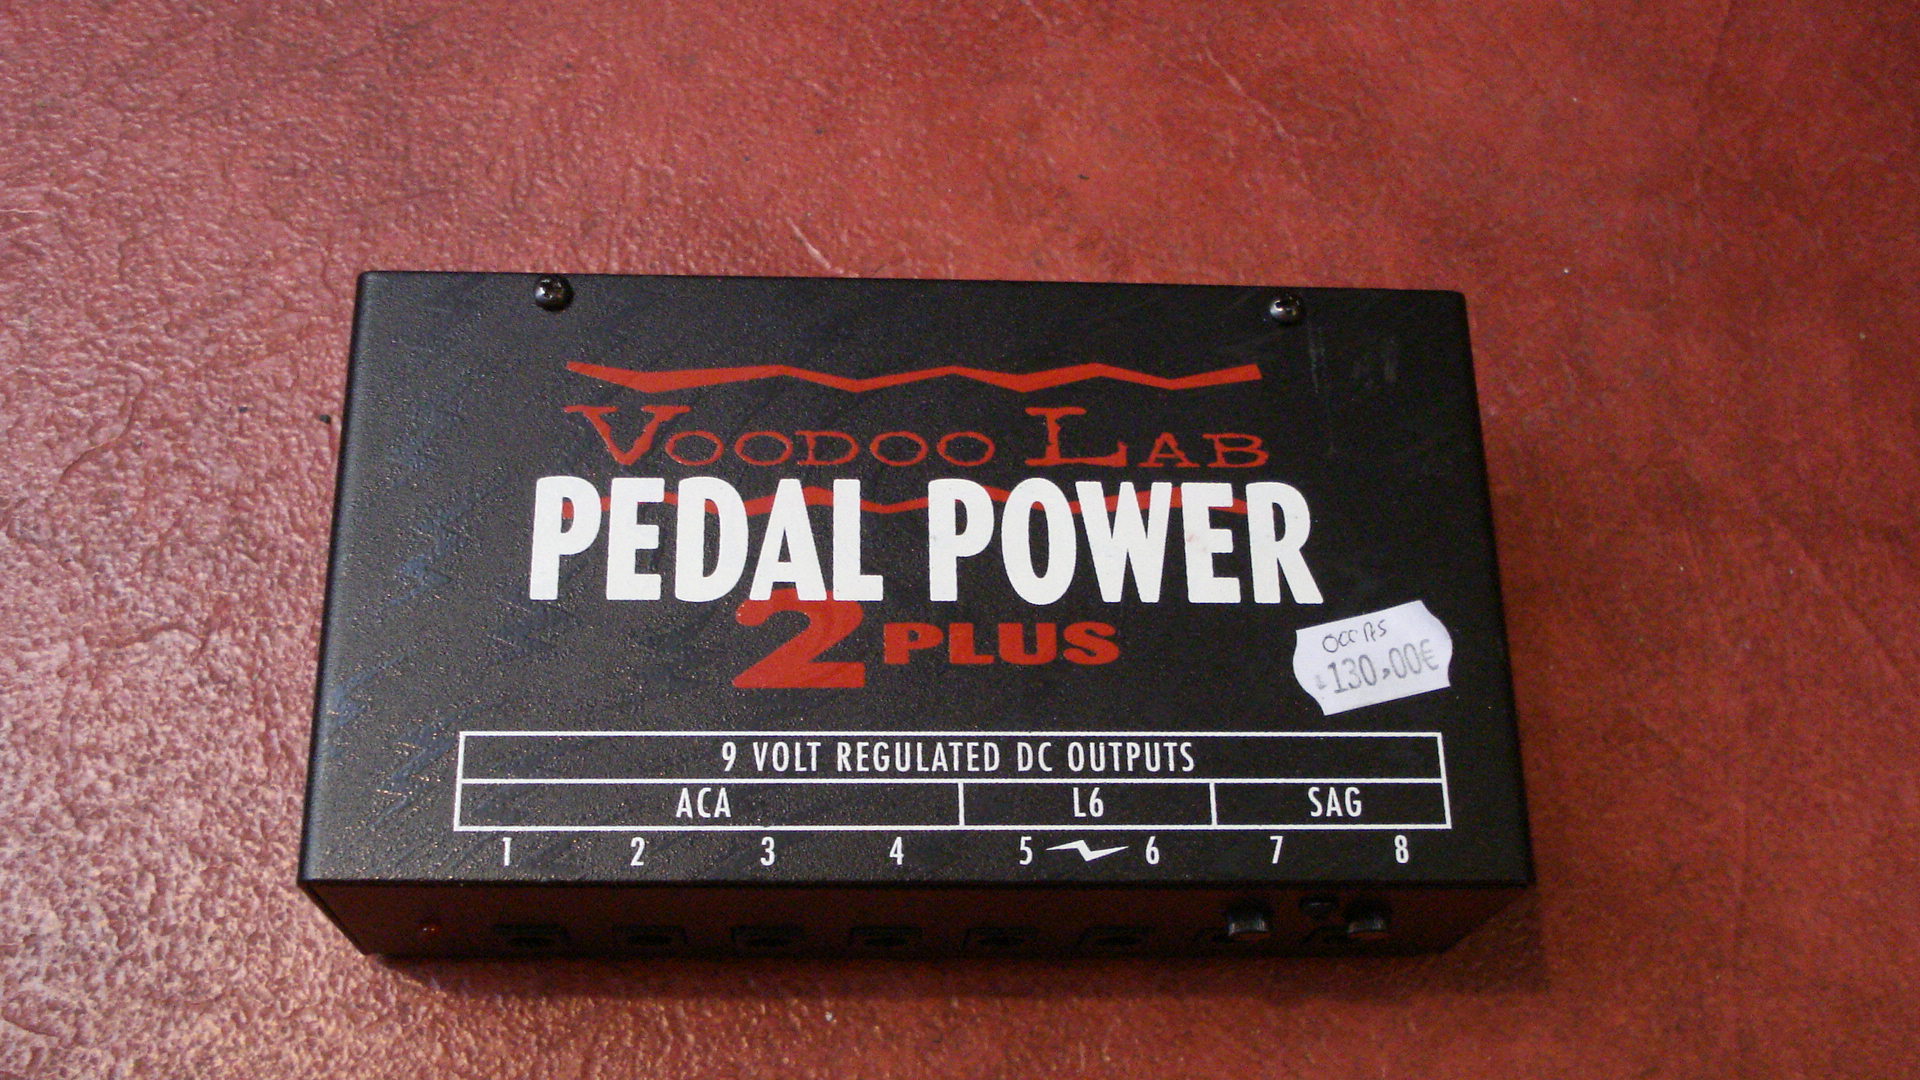 VOODOO LAB
PEDAL POWER
2 PLUS
OCCAS
130,00€
9 VOLT REGULATED DC OUTPUTS
ACA L6 SAG
1 2 3 4 5 6 7 8